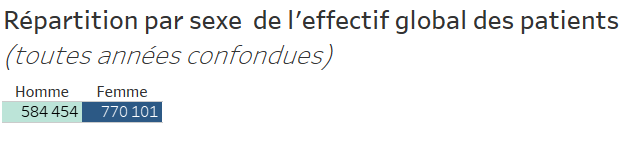 Répartition par sexe de l'effectif global des patients
(toutes années confondues)
Homme Femme
584 454 770 101